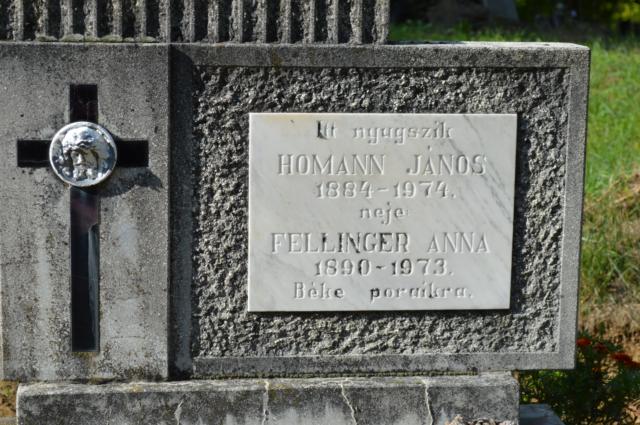 Itt nyugszik
HOMANN JÁNOS
1884-1974.
neje
FELLINGER ANNA
1890-1973.
Béke poraikra.